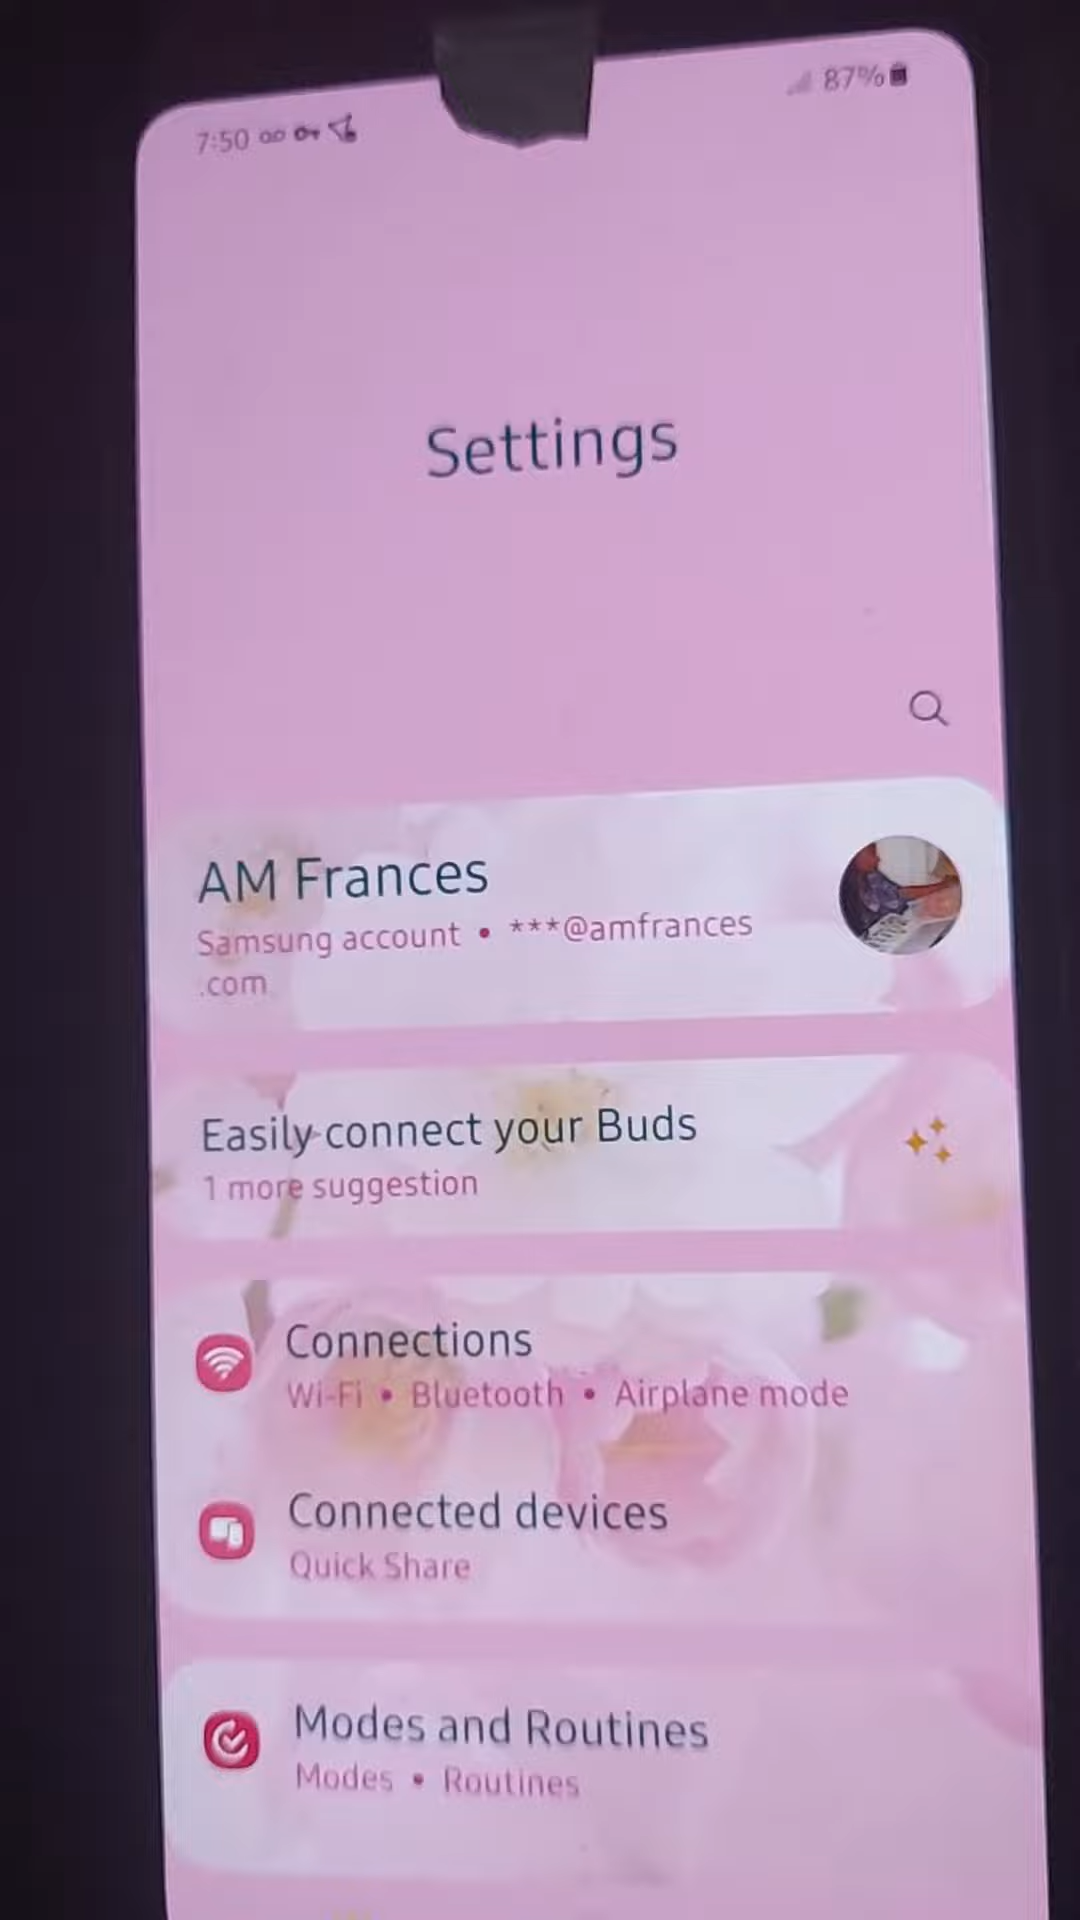 7:50
87%
Settings
AM Frances
Samsung account • ***@amfrances
.com
Easily connect your Buds
1 more suggestion
Connections
Wi-Fi • Bluetooth • Airplane mode
Connected devices
Quick Share
Modes and Routines
Modes • Routines